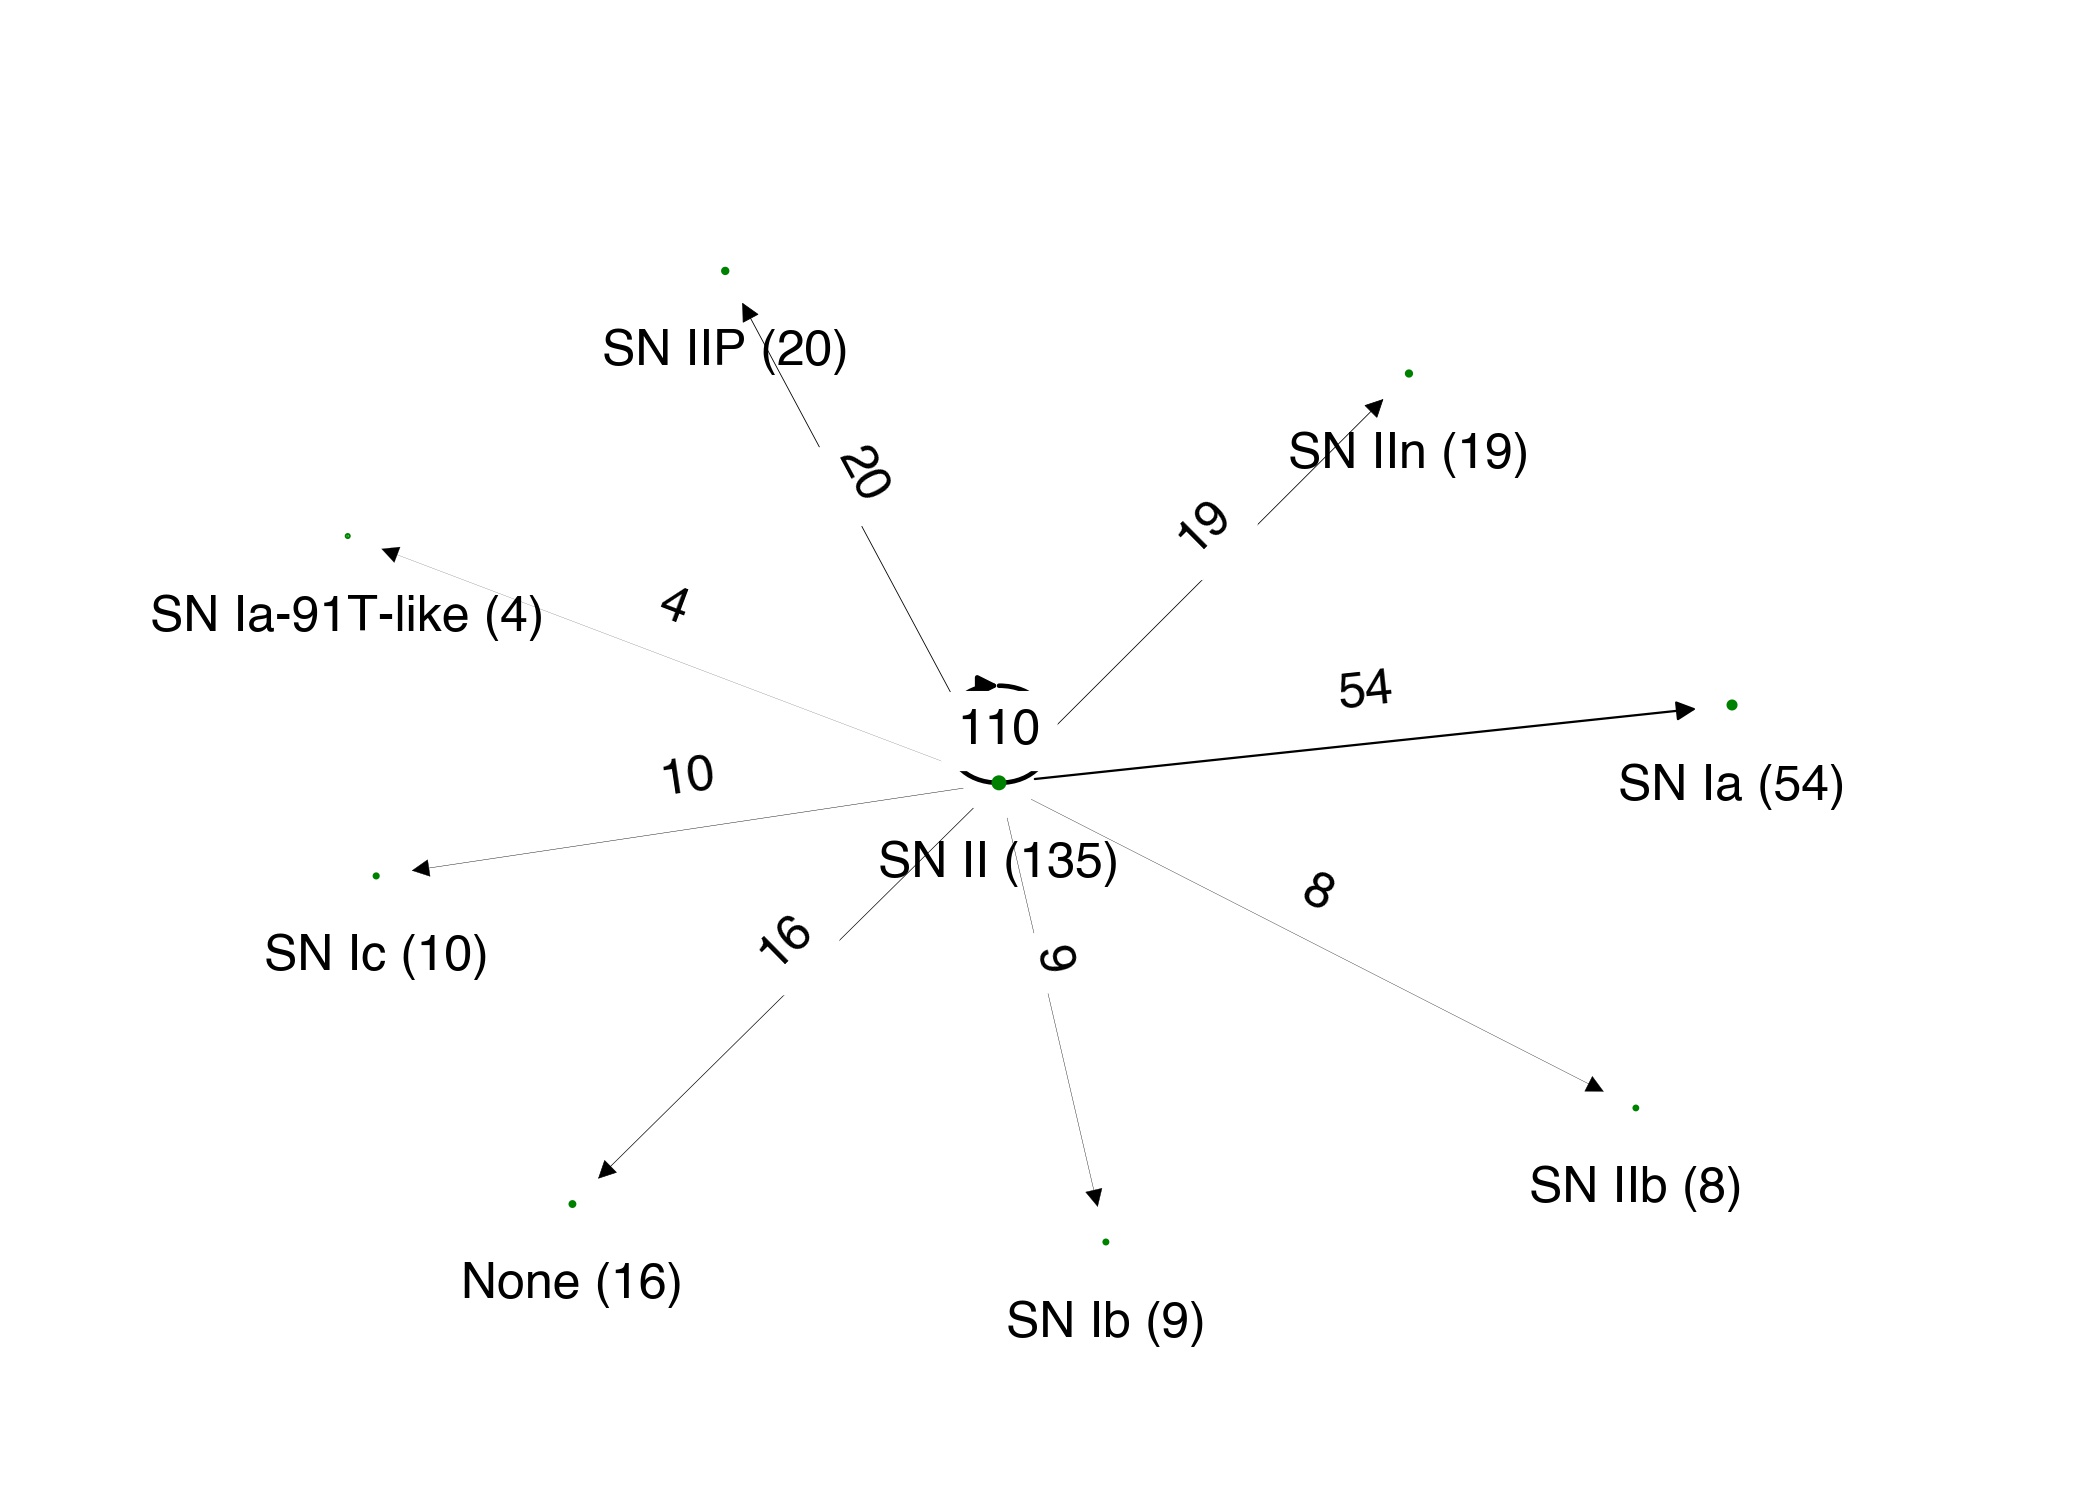 SN IIP (20)
20
SN IIn (19)
19
SN Ia-91T-like (4)
4
110
54
SN Ia (54)
10
SN II (135)
8
SN Ic (10)
16
9
SN IIb (8)
None (16)
SN Ib (9)